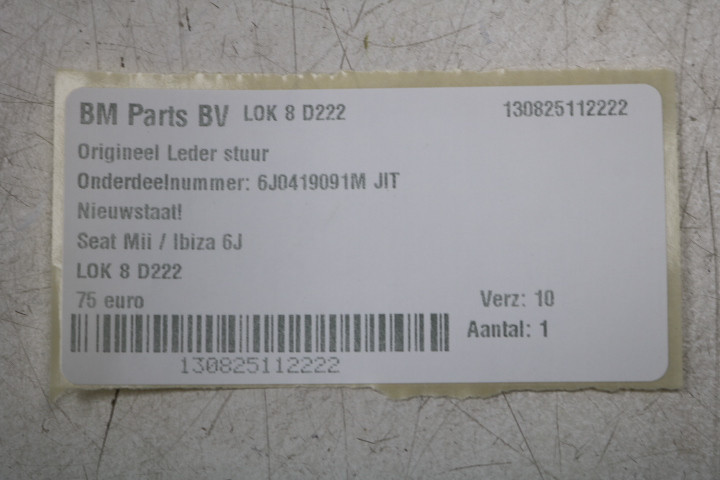 BM Parts BV LOK 8 D222 130825112222
Origineel Leder stuur
Onderdeelnummer: 6J0419091M JIT
Nieuwstaat!
Seat Mii / Ibiza 6J
LOK 8 D222
75 euro Verz: 10
Aantal: 1
130825112222